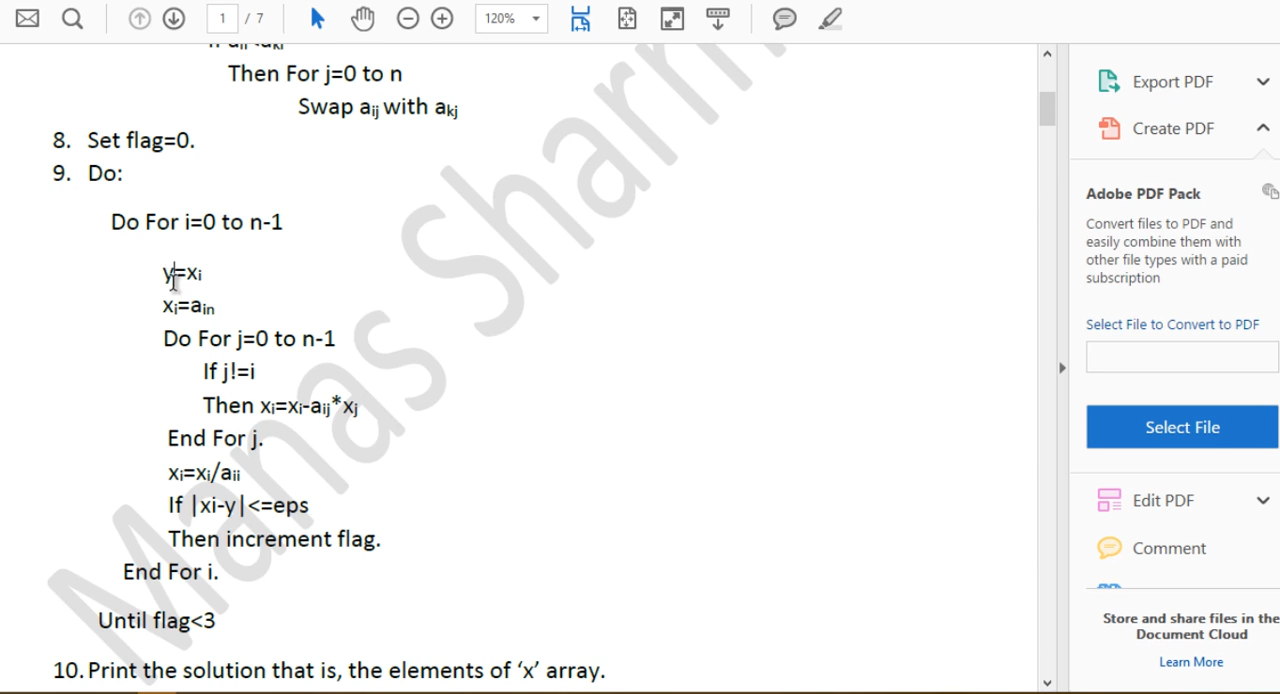 1 / 7
120%
If aii<aki
Then For j=0 to n
Swap aij with akj
8. Set flag=0.
9. Do:
Do For i=0 to n-1
y=xi
xi=ain
Do For j=0 to n-1
If j!=i
Then xi=xi-aij*xj
End For j.
xi=xi/aii
If |xi-y|<=eps
Then increment flag.
End For i.
Until flag<3
10. Print the solution that is, the elements of ‘x’ array.
Manas Sharm
Export PDF
Create PDF
Adobe PDF Pack
Convert files to PDF and
easily combine them with
other file types with a paid
subscription
Select File to Convert to PDF
Select File
Edit PDF
Comment
Store and share files in the
Document Cloud
Learn More